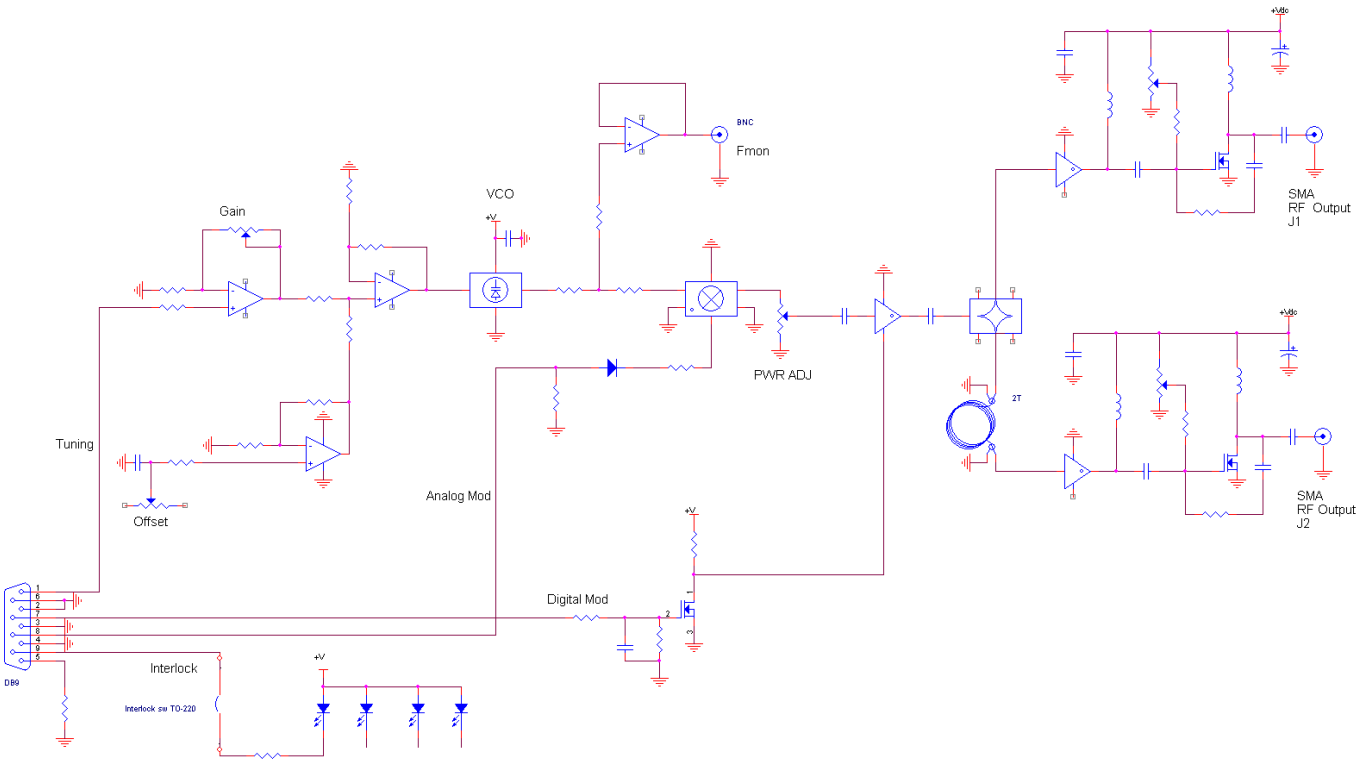 +Vdc
BNC
Fmon
VCO
+V
SMA
RF Output
J1
Gain
+Vdc
PWR ADJ
2T
Tuning
Analog Mod
SMA
RF Output
J2
Offset
+V
Digital Mod
1
2
3
1
6
2
7
3
8
4
9
5
DB9
Interlock
+V
Interlock sw TO-220